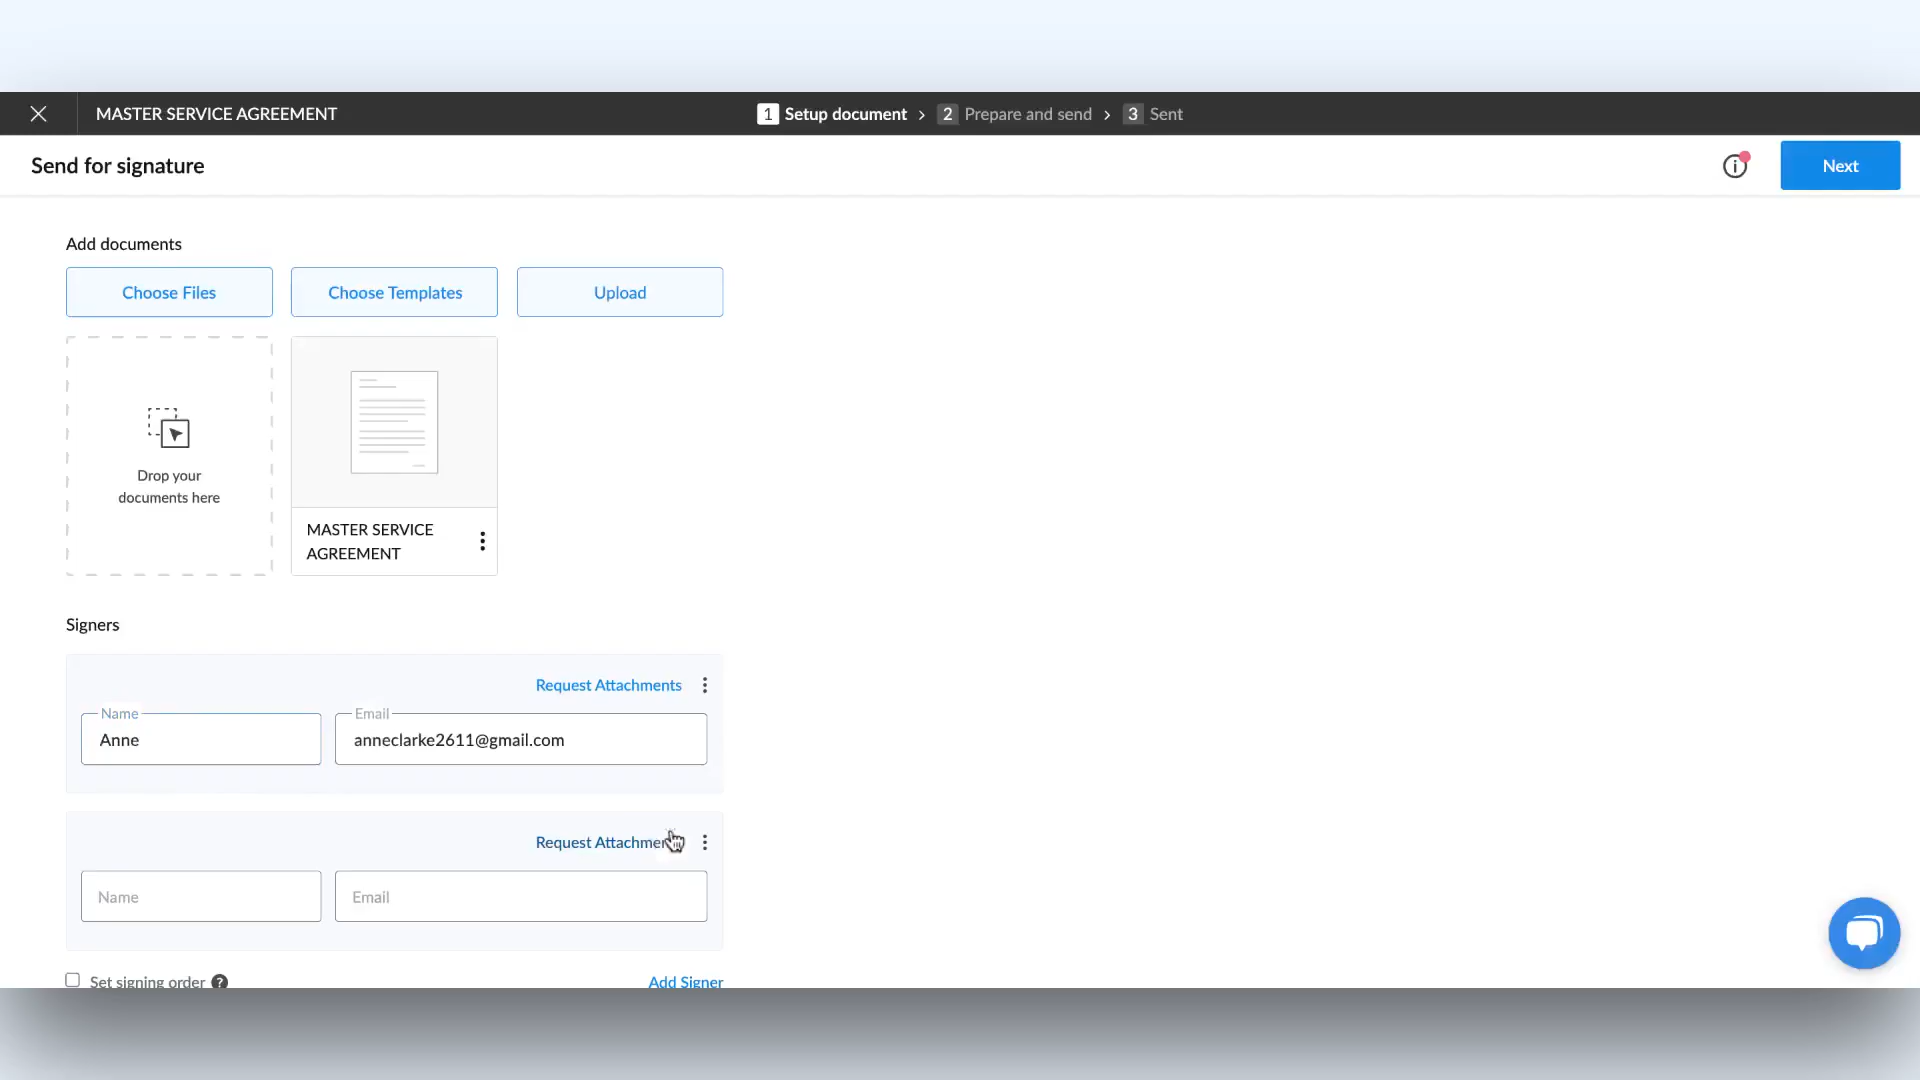 MASTER SERVICE AGREEMENT
1 Setup document > 2 Prepare and send > 3 Sent
Send for signature
Next
Add documents
Choose Files
Choose Templates
Upload
Drop your
documents here
MASTER SERVICE
AGREEMENT
Signers
Request Attachments
Name
Email
Anne
anneclarke2611@gmail.com
Request
Name
Email
Set signing order ?
Add Signer